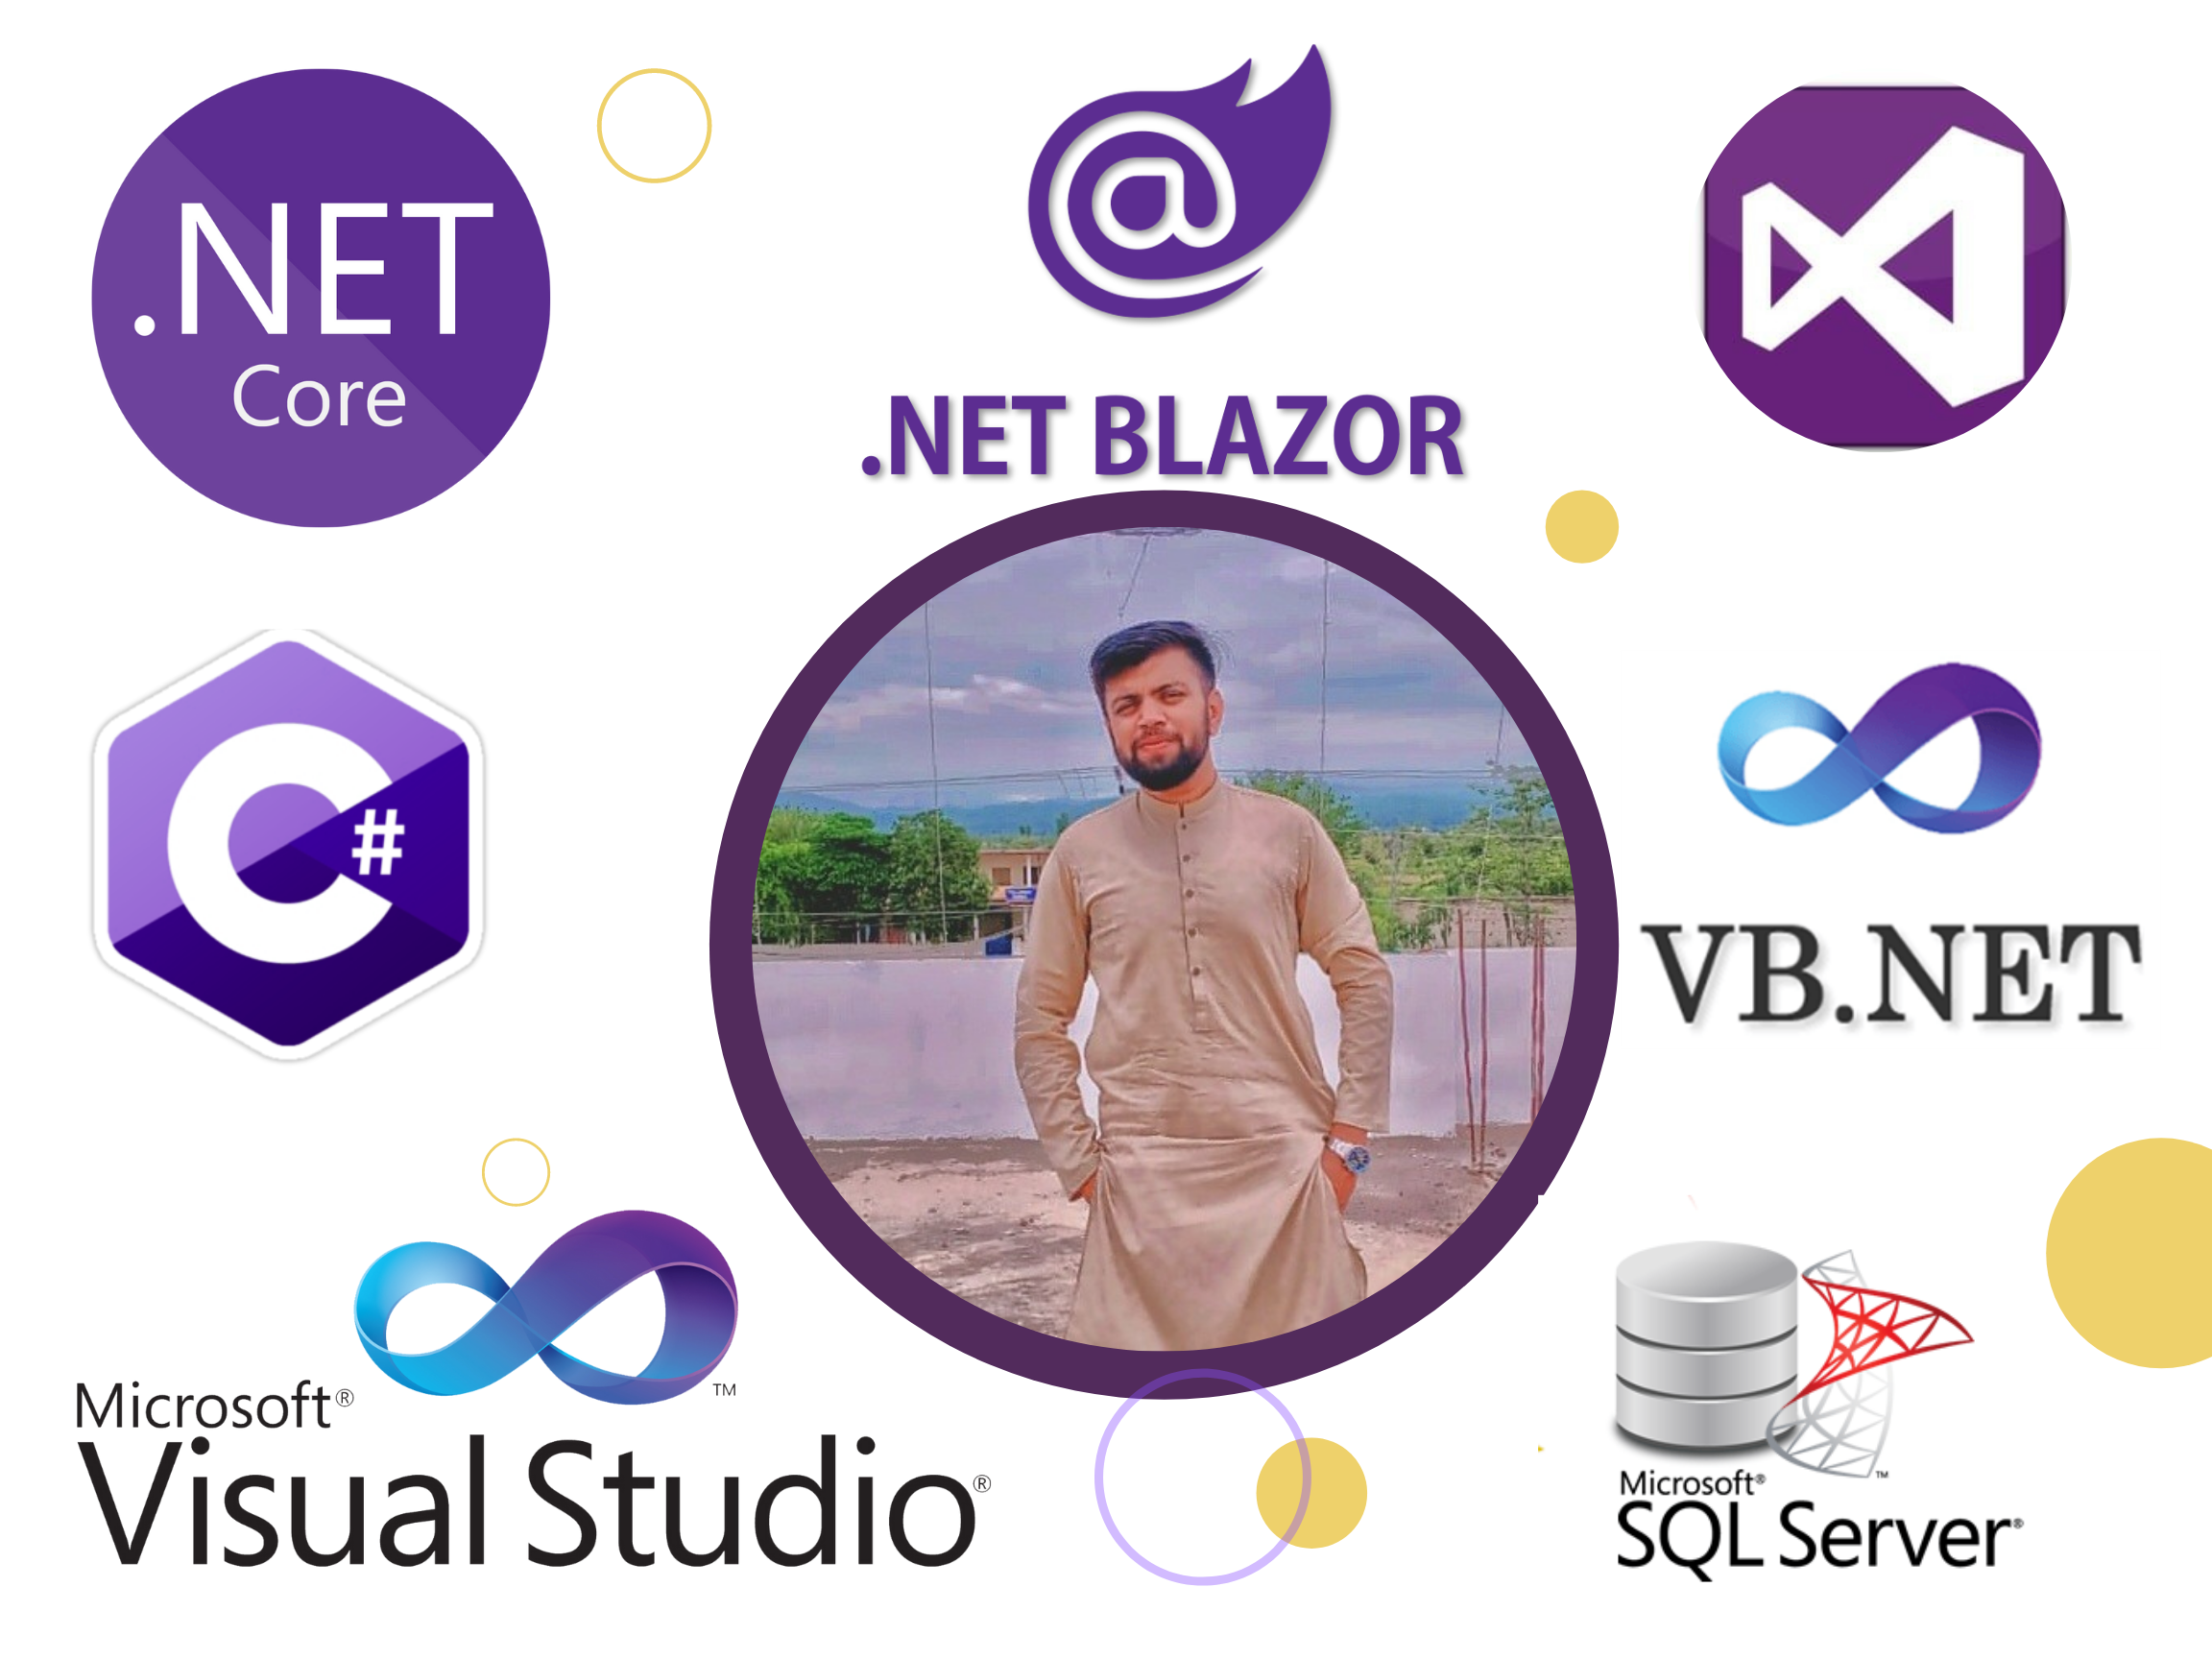 .NET
Core
@
.NET BLAZOR
C#
VB.NET
Microsoft®
™
Visual Studio®
™
Microsoft®
SQL Server®